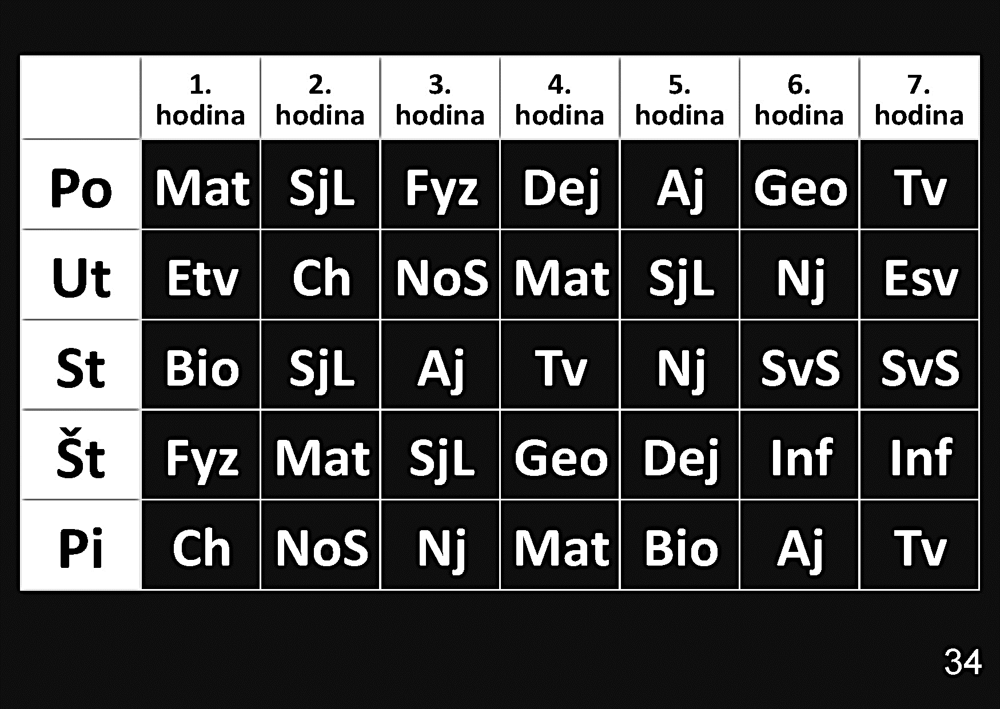 1. hodina 2. hodina 3. hodina 4. hodina 5. hodina 6. hodina 7. hodina
Po Mat SjL Fyz Dej Aj Geo Tv
Ut Etv Ch NoS Mat SjL Nj Esv
St Bio SjL Aj Tv Nj SvS SvS
Št Fyz Mat SjL Geo Dej Inf Inf
Pi Ch NoS Nj Mat Bio Aj Tv
34